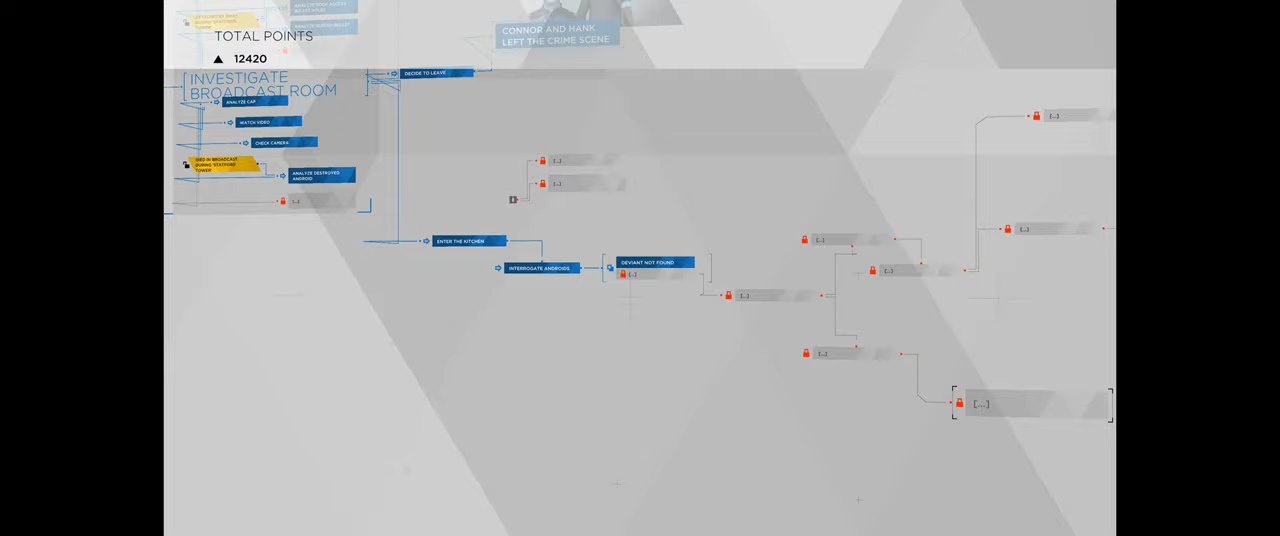 TOTAL POINTS
12420
CONNOR AND HANK
LEFT THE CRIME SCENE
INVESTIGATE
BROADCAST ROOM
DECIDE TO LEAVE
ANALYZE CAP
WATCH VIDEO
CHECK CAMERA
DIED IN BROADCAST
DURING 'STATFORD
TOWER'
ANALYZE DESTROYED
ANDROID
[...]
[...]
[...]
[...]
[...]
ENTER THE KITCHEN
INTERROGATE ANDROIDS
DEVIANT NOT FOUND
[...]
[...]
[...]
[...]
[...]
[...]